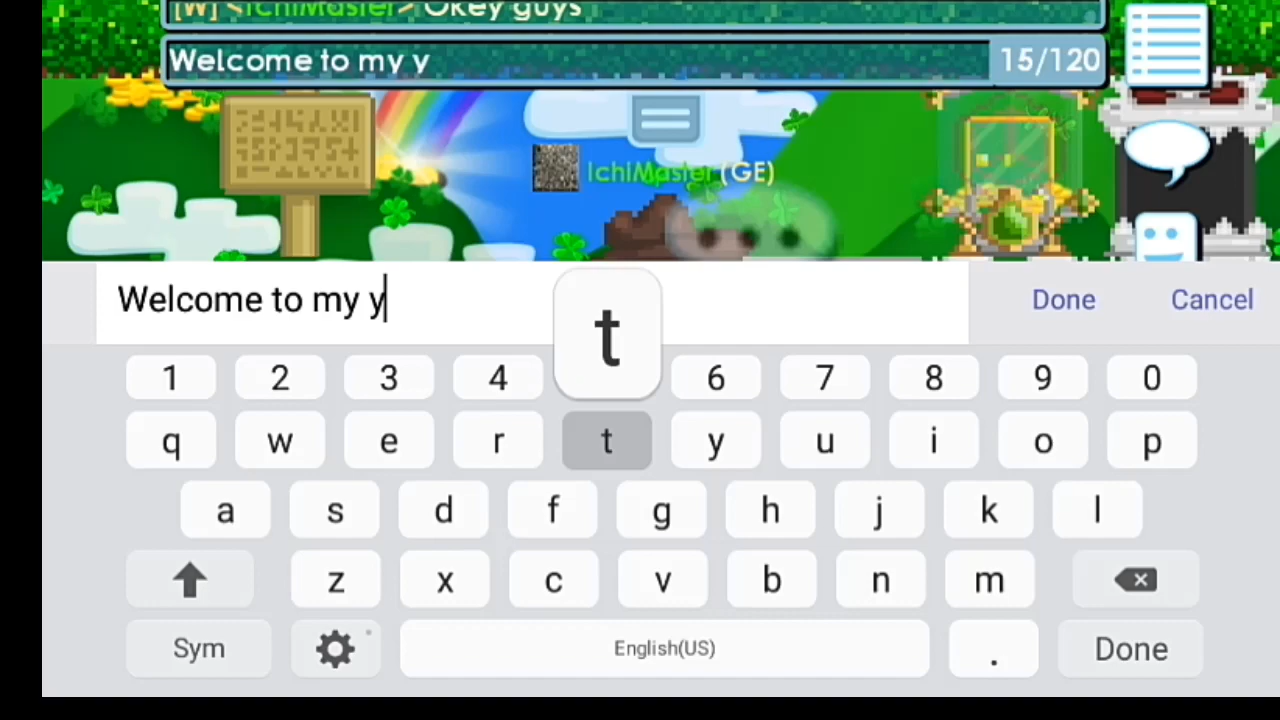 [W] <IchiMaster> Okey guys
Welcome to my y
15/120
IchiMaster (GE)
Welcome to my y
Done
Cancel
t
1 2 3 4 6 7 8 9 0
q w e r t y u i o p
a s d f g h j k l
z x c v b n m
Sym
English(US)
.
Done